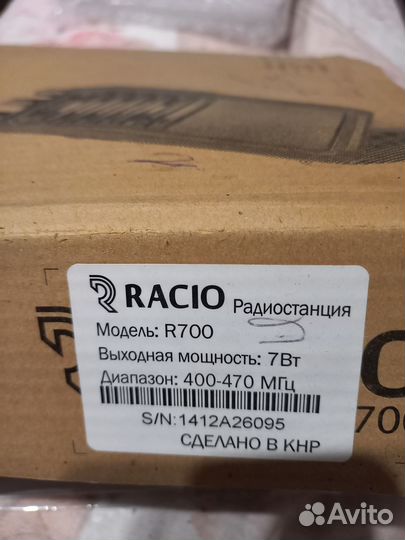 RACIO Радиостанция
Модель: R700
Выходная мощность: 7Вт
Диапазон: 400-470 МГц
S/N:1412A26095
СДЕЛАНО В КНР
Avito